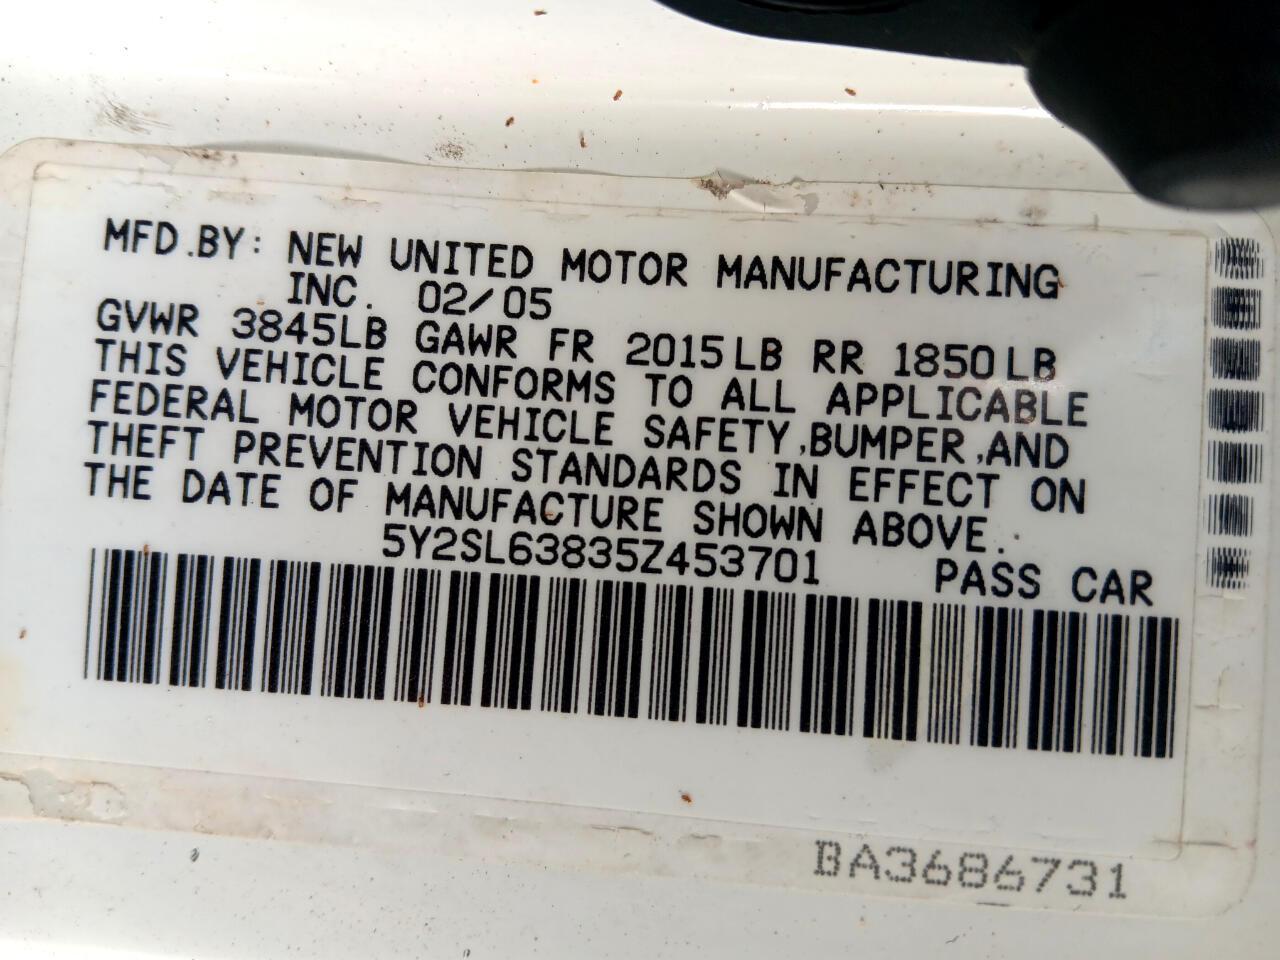 MFD.BY: NEW UNITED MOTOR MANUFACTURING
INC. 02/05
GVWR 3845LB GAWR FR 2015LB RR 1850LB
THIS VEHICLE CONFORMS TO ALL APPLICABLE
FEDERAL MOTOR VEHICLE SAFETY,BUMPER,AND
THEFT PREVENTION STANDARDS IN EFFECT ON
THE DATE OF MANUFACTURE SHOWN ABOVE.
5Y2SL63835Z453701 PASS CAR
BA3686731